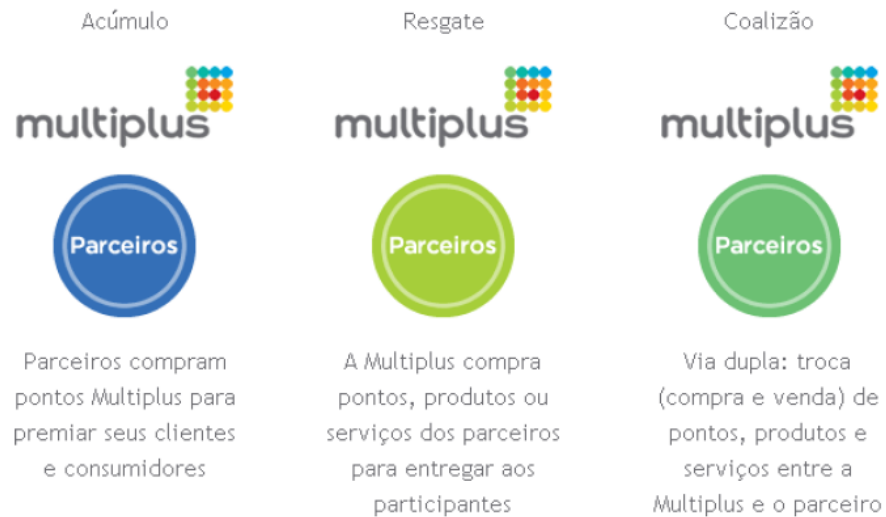 Acúmulo
multiplus
Parceiros
Parceiros compram
pontos Multiplus para
premiar seus clientes
e consumidores
Resgate
multiplus
Parceiros
A Multiplus compra
pontos, produtos ou
serviços dos parceiros
para entregar aos
participantes
Coalizão
multiplus
Parceiros
Via dupla: troca
(compra e venda) de
pontos, produtos e
serviços entre a
Multiplus e o parceiro